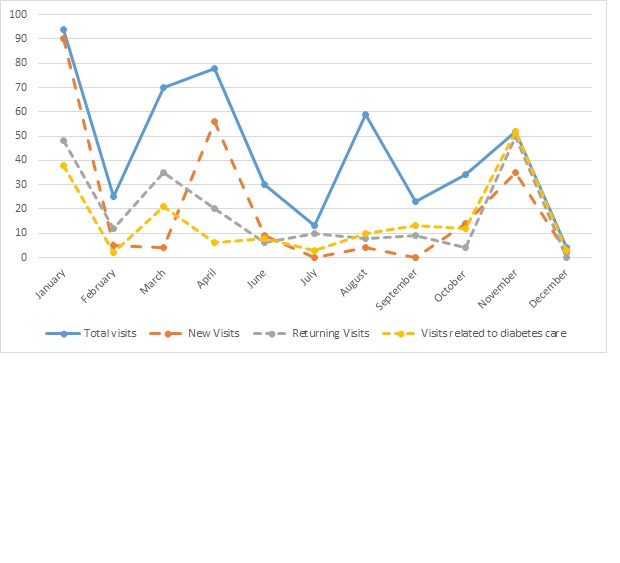 100
90
80
70
60
50
40
30
20
10
0
January
February
March
April
June
July
August
September
October
November
December
Total visits New Visits Returning Visits Visits related to diabetes care